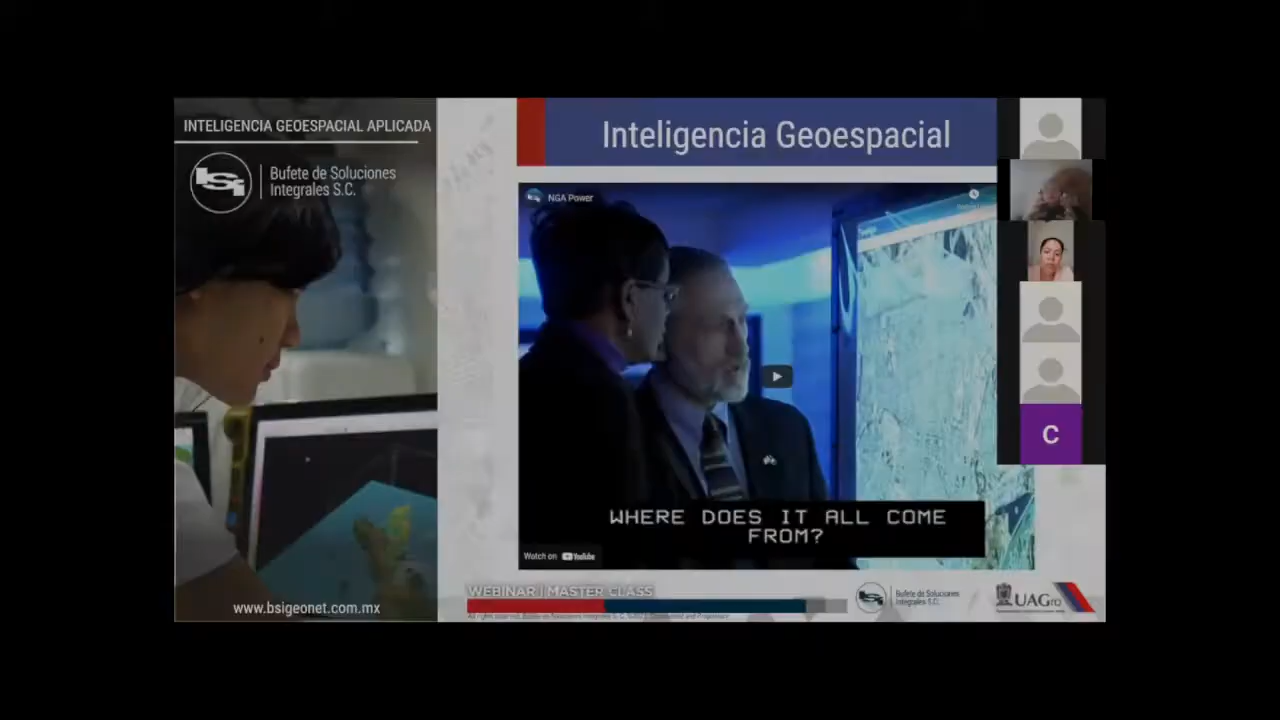 INTELIGENCIA GEOESPACIAL APLICADA
Bufete de Soluciones
Integrales S.C.
www.bsigeonet.com.mx
Inteligencia Geoespacial
NGA Power
WHERE DOES IT ALL COME
FROM?
Watch on YouTube
C
WEBINAR | MASTER CLASS
Bufete de Soluciones
Integrales S.C.
UAGro